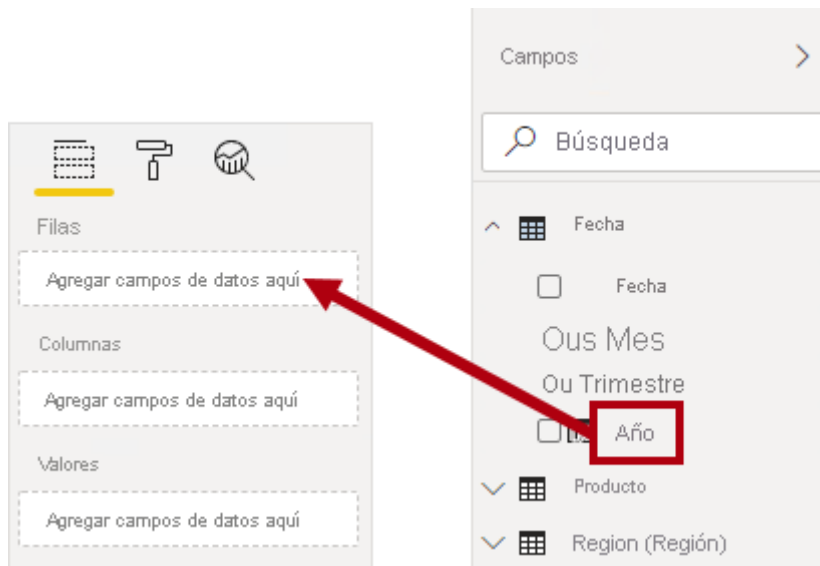 Filas
Agregar campos de datos aquí
Columnas
Agregar campos de datos aquí
Valores
Agregar campos de datos aquí
Campos
Búsqueda
Fecha
Fecha
Ous Mes
Ou Trimestre
Año
Producto
Region (Región)